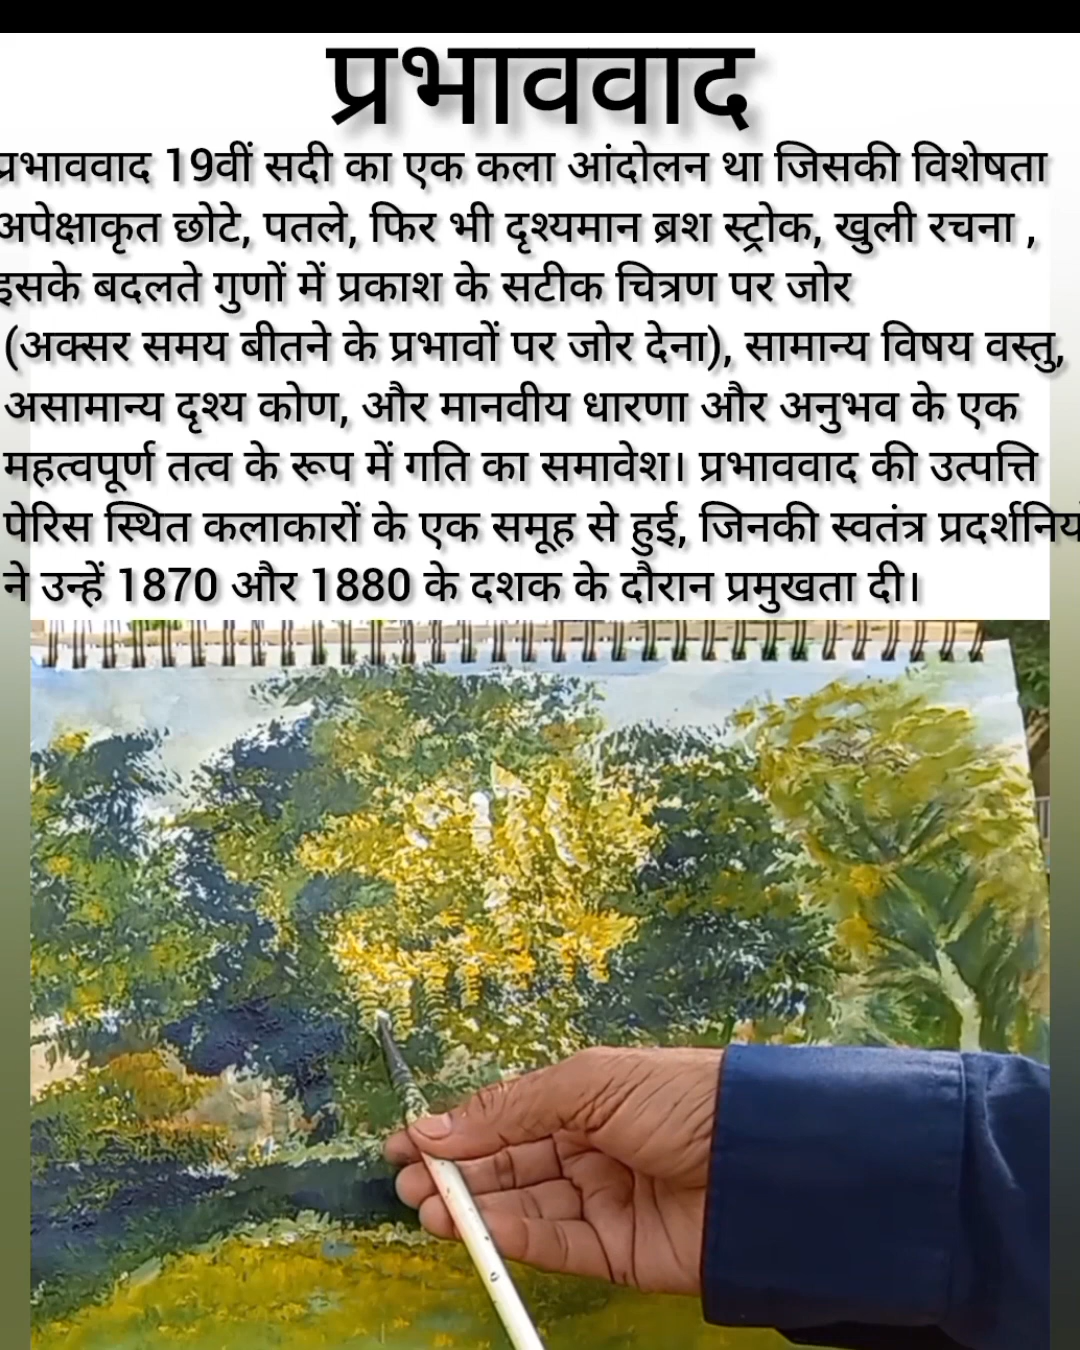 प्रभाववाद
प्रभाववाद 19वीं सदी का एक कला आंदोलन था जिसकी विशेषता
अपेक्षाकृत छोटे, पतले, फिर भी दृश्यमान ब्रश स्ट्रोक, खुली रचना ,
इसके बदलते गुणों में प्रकाश के सटीक चित्रण पर जोर
(अक्सर समय बीतने के प्रभावों पर जोर देना), सामान्य विषय वस्तु,
असामान्य दृश्य कोण, और मानवीय धारणा और अनुभव के एक
महत्वपूर्ण तत्व के रूप में गति का समावेश। प्रभाववाद की उत्पत्ति
पेरिस स्थित कलाकारों के एक समूह से हुई, जिनकी स्वतंत्र प्रदर्शनियों
ने उन्हें 1870 और 1880 के दशक के दौरान प्रमुखता दी।